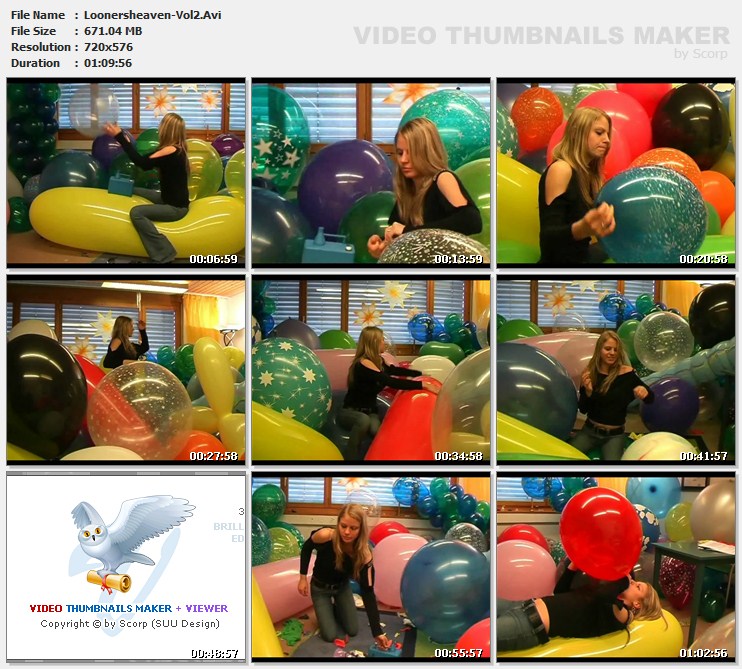 File Name : Loonersheaven-Vol2.Avi
File Size : 671.04 MB
Resolution : 720x576
Duration : 01:09:56
VIDEO THUMBNAILS MAKER
by Scorp
00:06:59
00:13:59
00:20:58
00:27:58
00:34:58
00:41:57
3
BRILL
ED
VIDEO THUMBNAILS MAKER + VIEWER
Copyright © by Scorp (SUU Design)
00:48:57
00:55:57
01:02:56